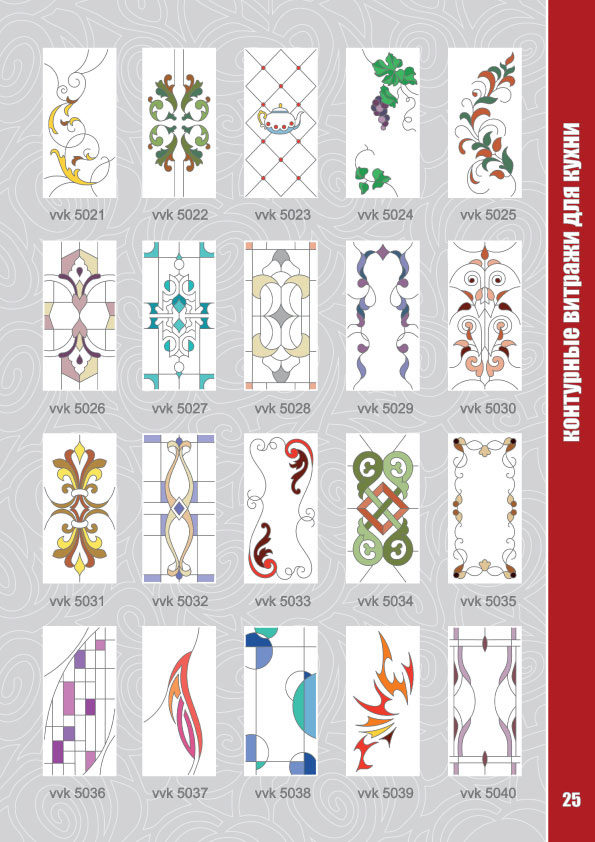 vvk 5021 vvk 5022 vvk 5023 vvk 5024 vvk 5025
vvk 5026 vvk 5027 vvk 5028 vvk 5029 vvk 5030
vvk 5031 vvk 5032 vvk 5033 vvk 5034 vvk 5035
vvk 5036 vvk 5037 vvk 5038 vvk 5039 vvk 5040
контурные витражи для кухни
25